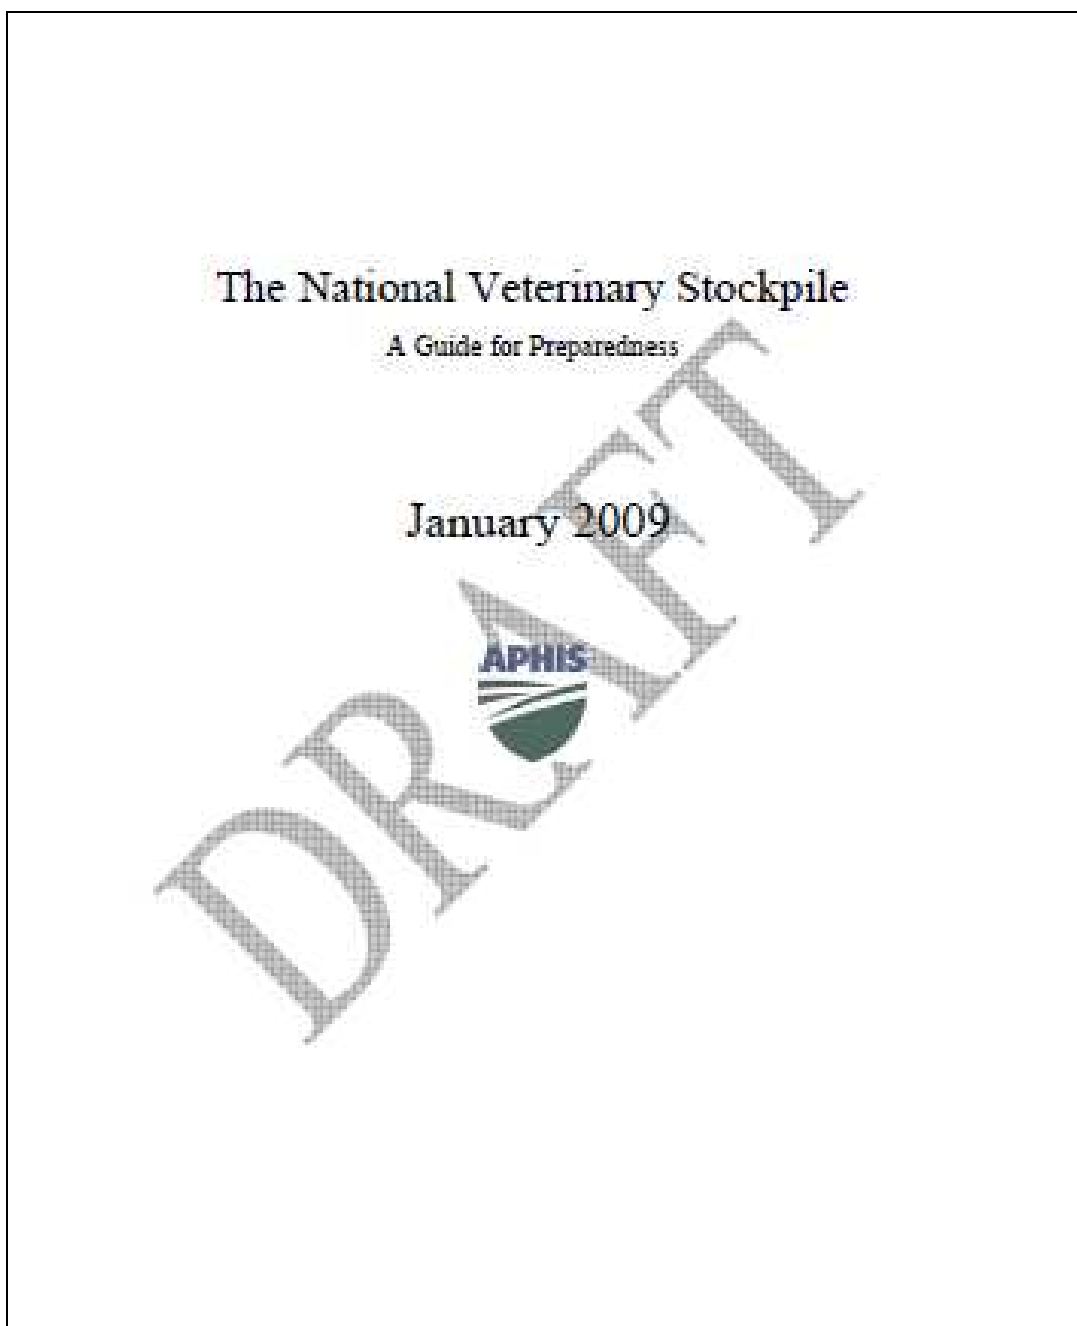 The National Veterinary Stockpile
A Guide for Preparedness
January 2009
APHIS
DRAFT